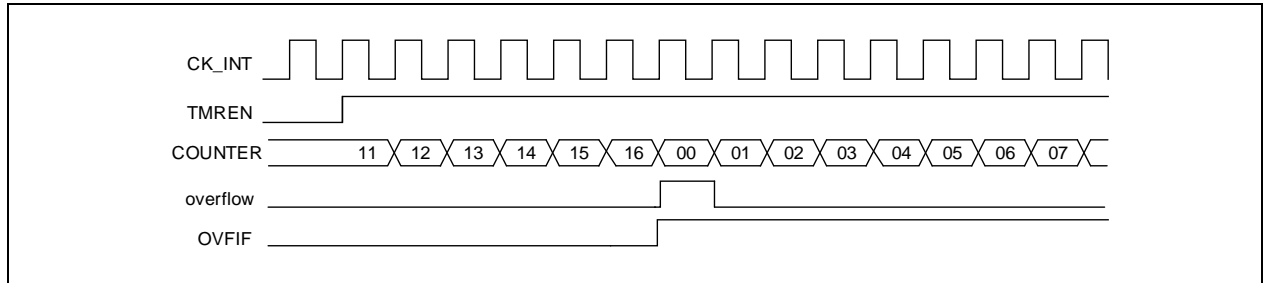 CK_INT
TMREN
COUNTER 11 12 13 14 15 16 00 01 02 03 04 05 06 07
overflow
OVFIF